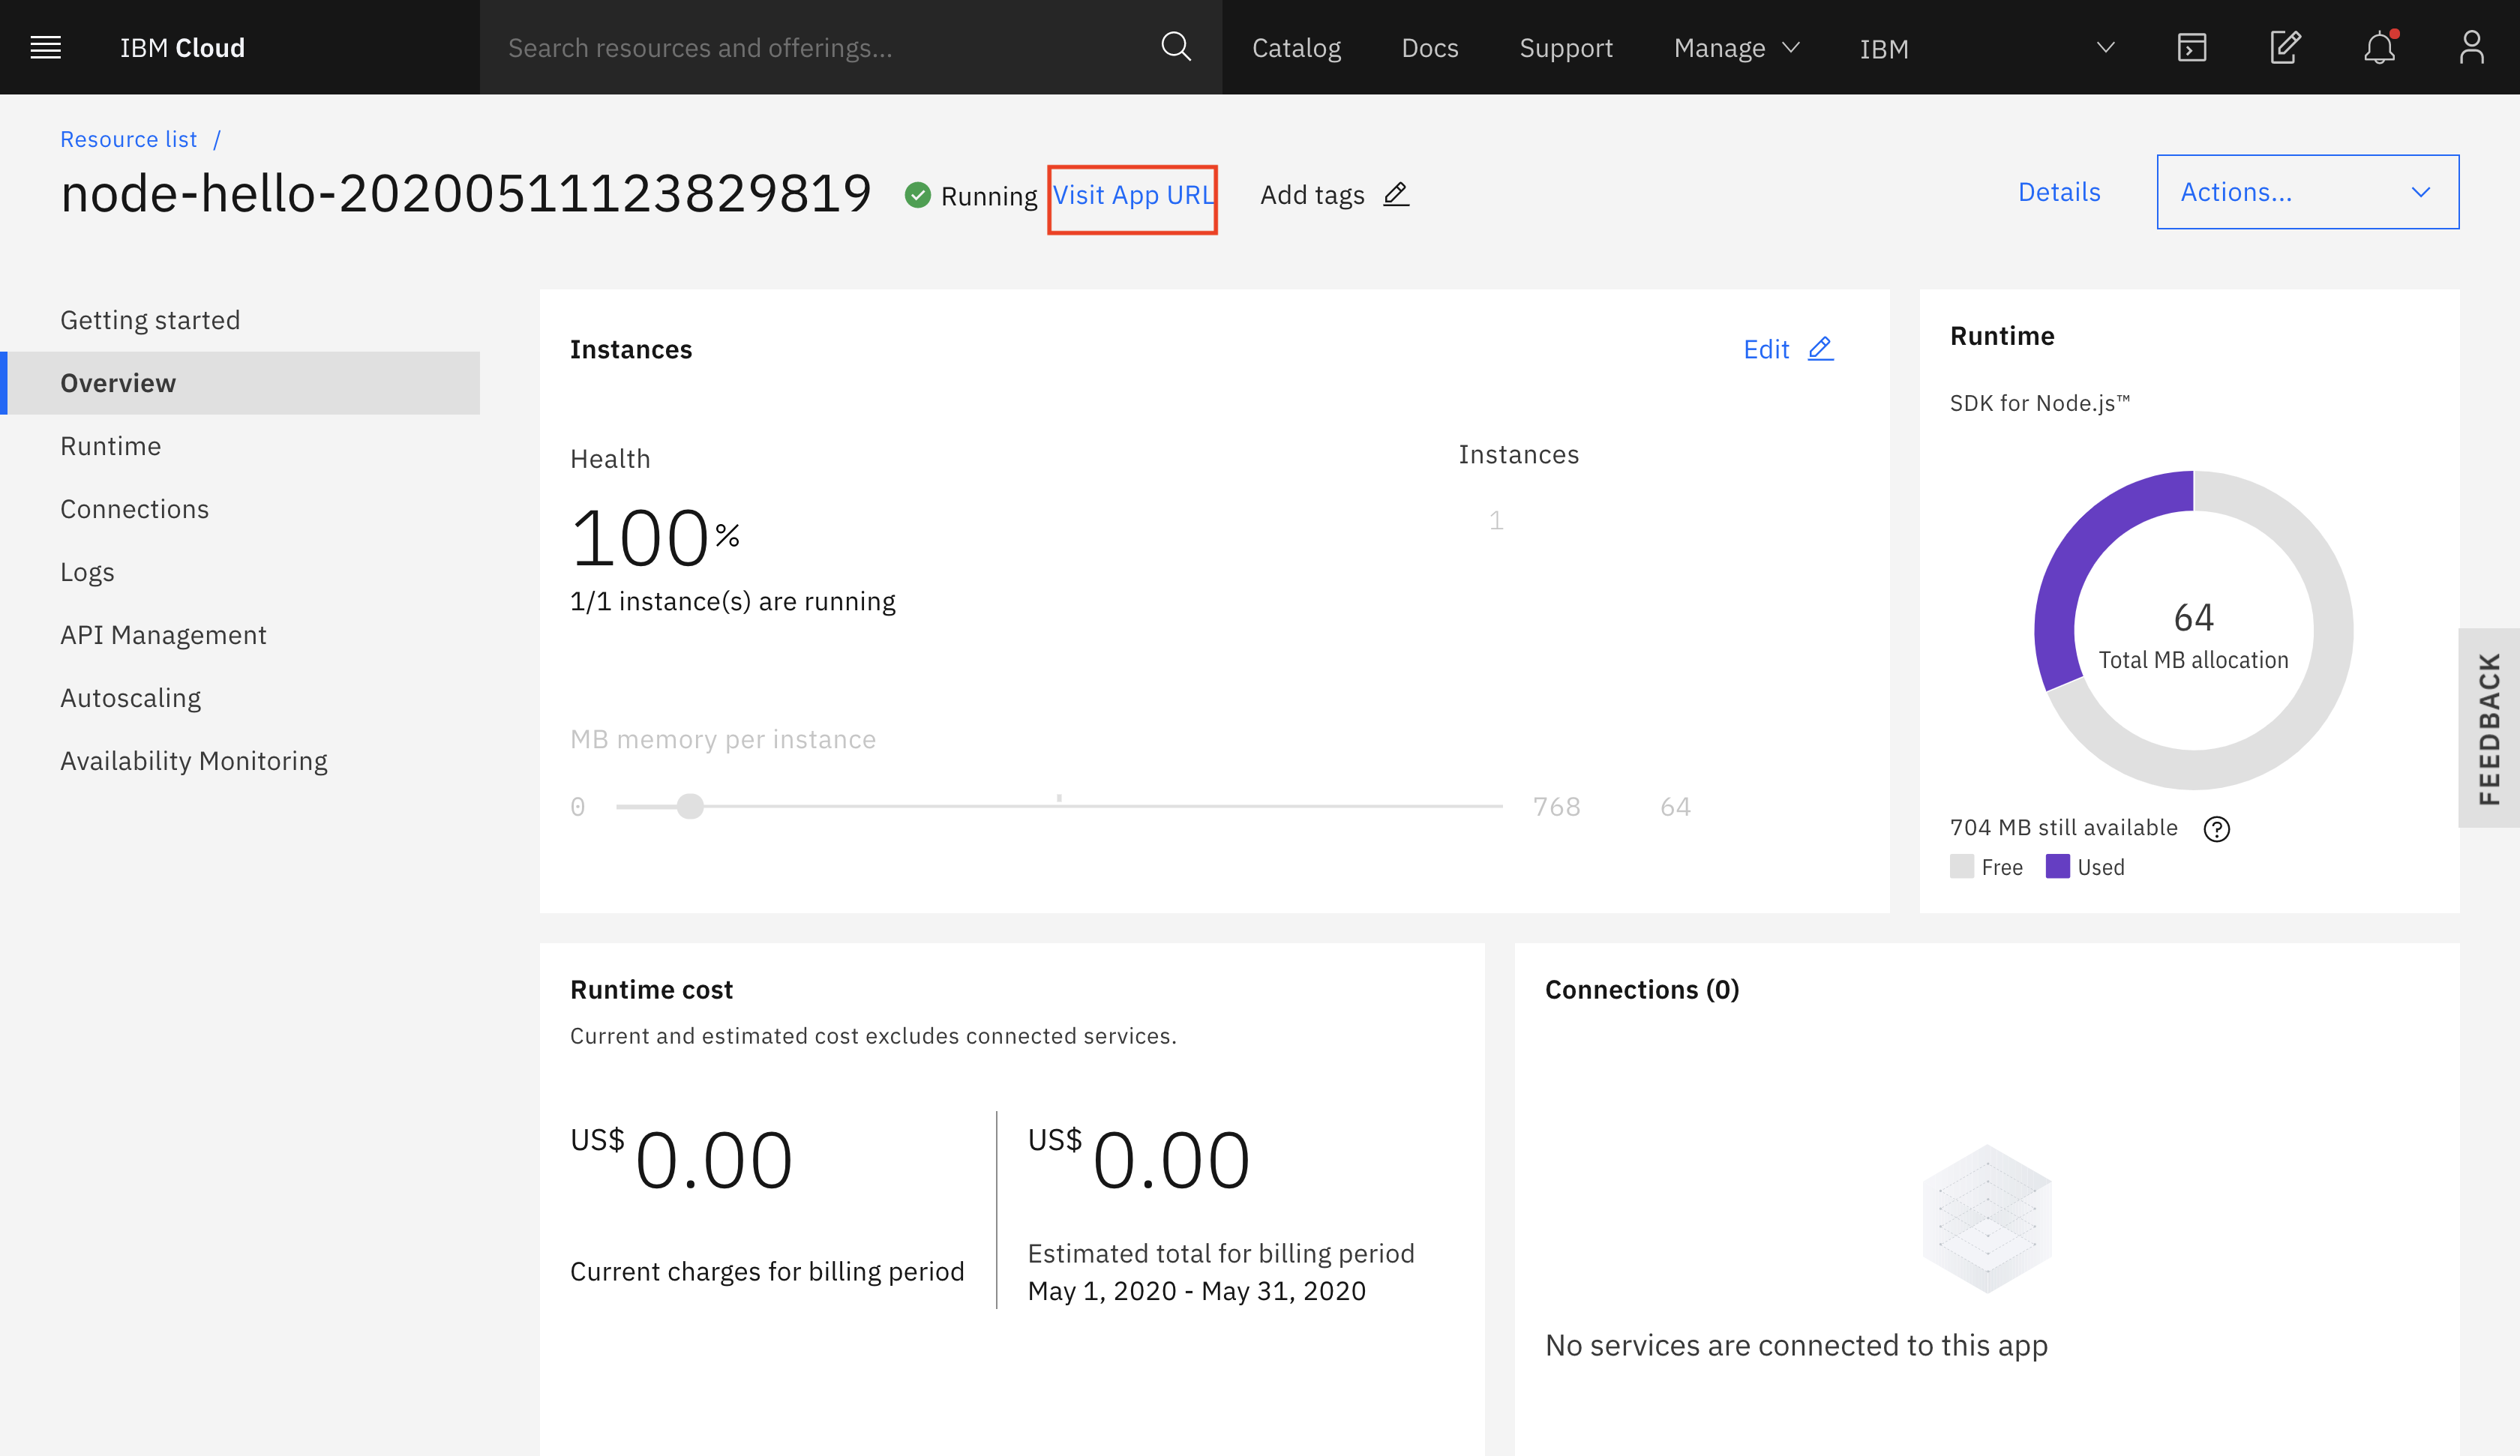 IBM Cloud
Search resources and offerings...
Catalog
Docs
Support
Manage
IBM
Resource list /
node-hello-20200511123829819
Running
Visit App URL
Add tags
Details
Actions...
Getting started
Overview
Runtime
Connections
Logs
API Management
Autoscaling
Availability Monitoring
Instances
Edit
Health
100%
1/1 instance(s) are running
Instances
1
MB memory per instance
0
768
64
Runtime
SDK for Node.js™
64
Total MB allocation
704 MB still available
Free
Used
FEEDBACK
Runtime cost
Current and estimated cost excludes connected services.
US$ 0.00
Current charges for billing period
US$ 0.00
Estimated total for billing period
May 1, 2020 - May 31, 2020
Connections (0)
No services are connected to this app